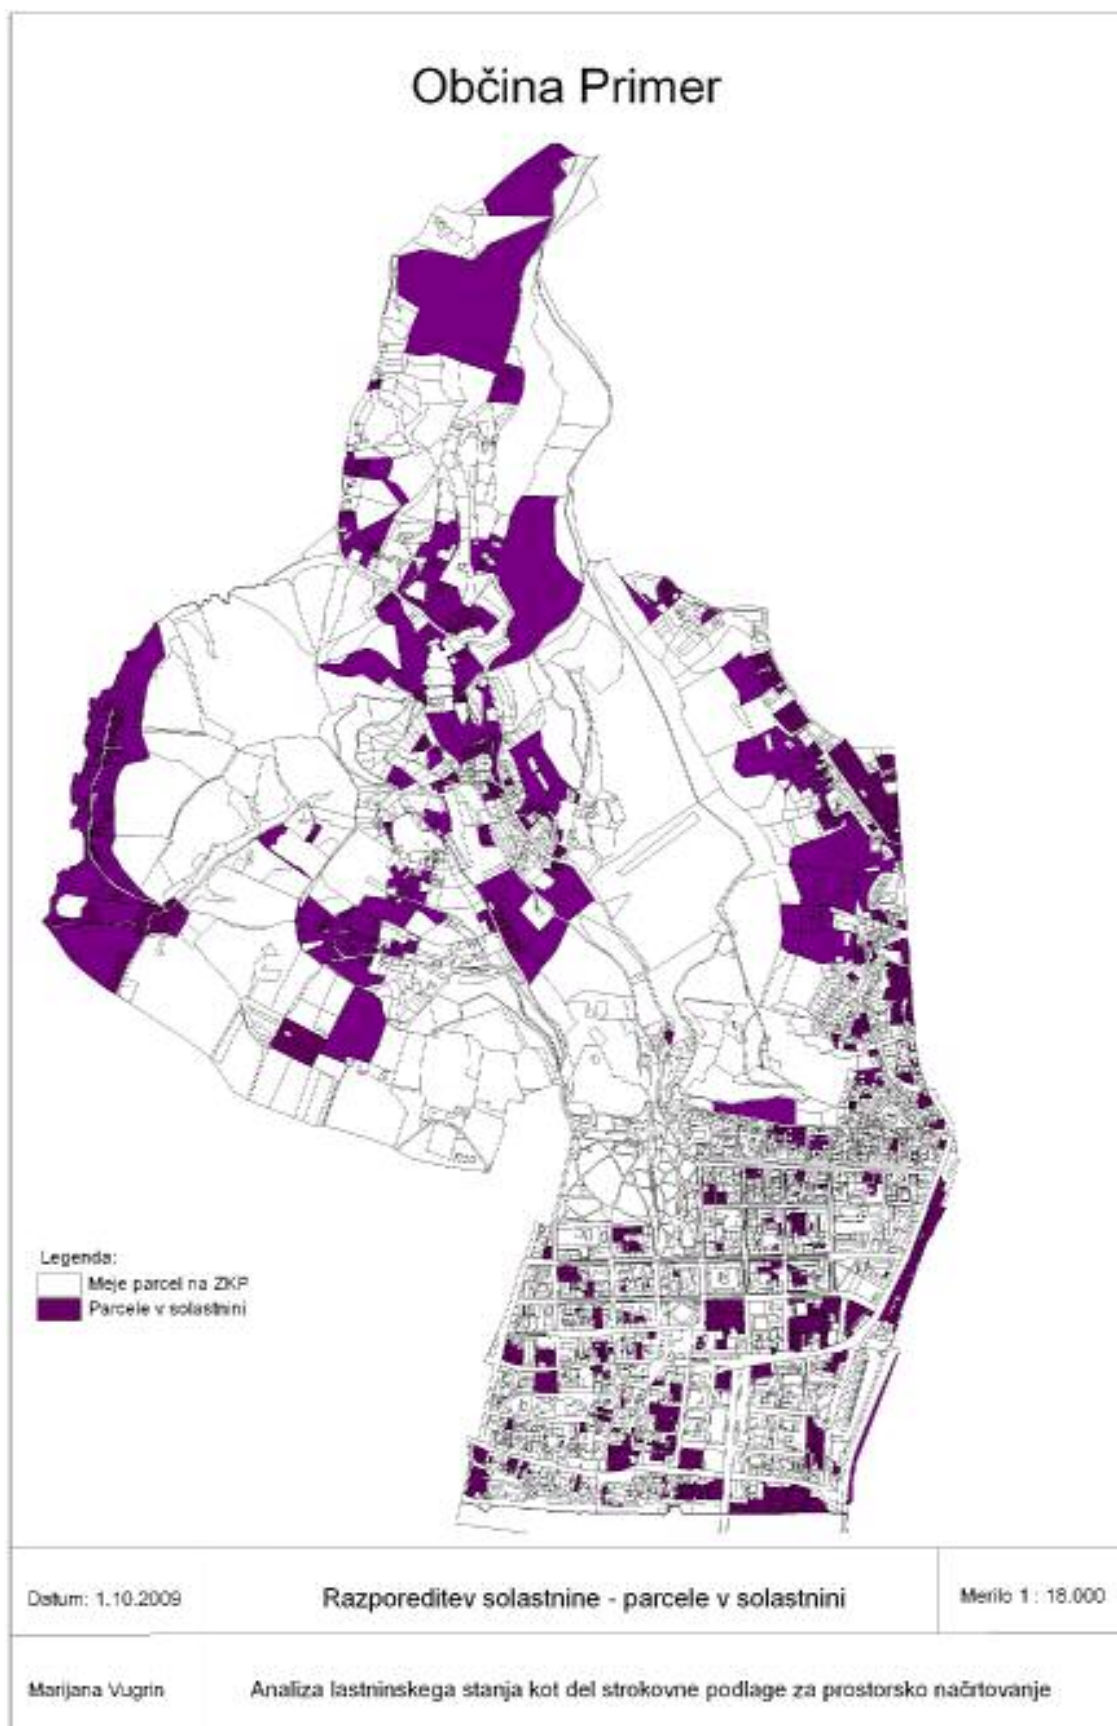 Občina Primer
Legenda:
Meje parcel na ZKP
Parcele v solastnini
Datum: 1.10.2009
Razporeditev solastnine - parcele v solastnini
Merilo 1 : 18.000
Marijana Vugrin
Analiza lastninskega stanja kot del strokovne podlage za prostorsko načrtovanje